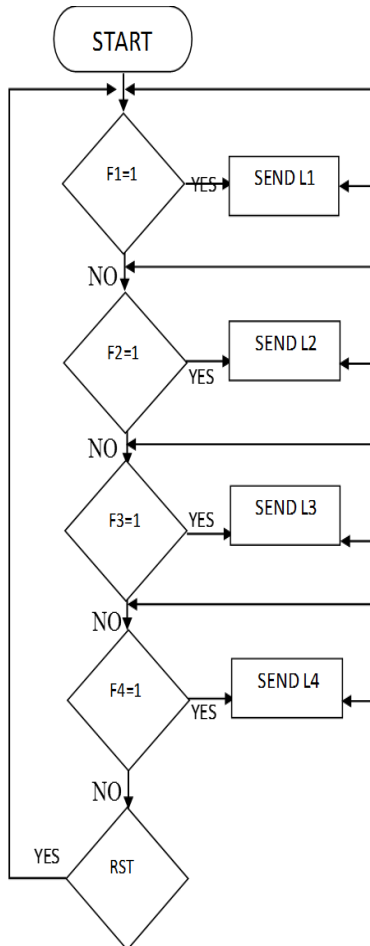 START
F1=1
YES
SEND L1
NO
F2=1
YES
SEND L2
NO
F3=1
YES
SEND L3
NO
F4=1
YES
SEND L4
NO
YES
RST